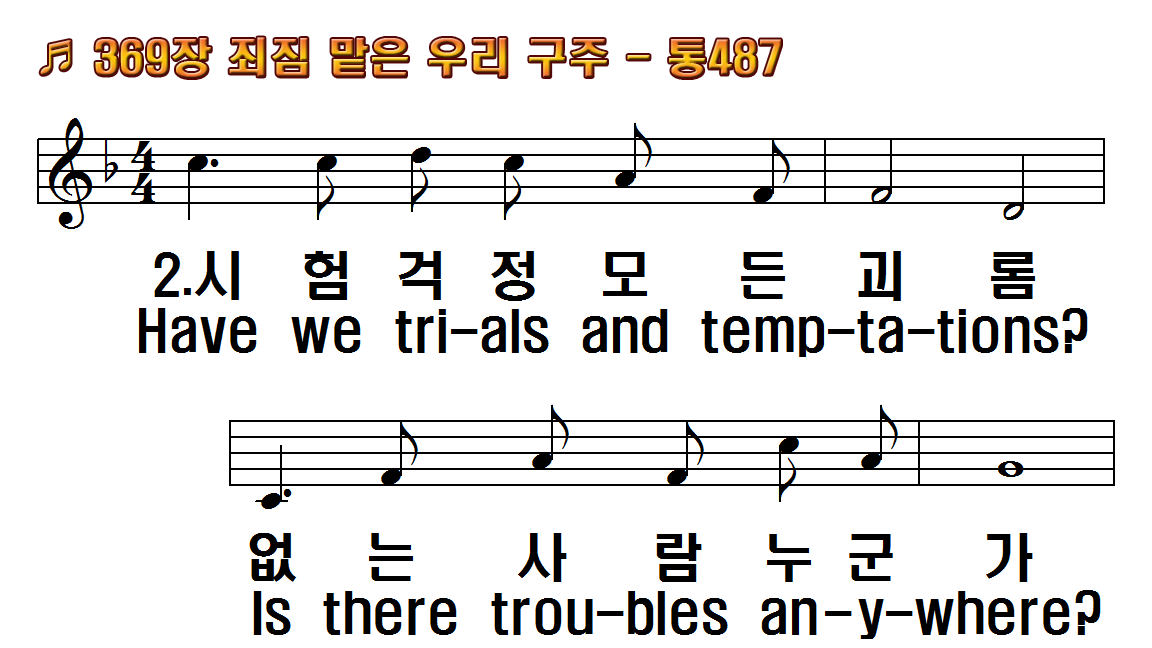 ♬ 369장 죄짐 맡은 우리 구주 - 통487
4
4
2.시 험 걱 정 모 든 괴 롬
Have we tri-als and temp-ta-tions?
없 는 사 람 누 군 가
Is there trou-bles an-y-where?